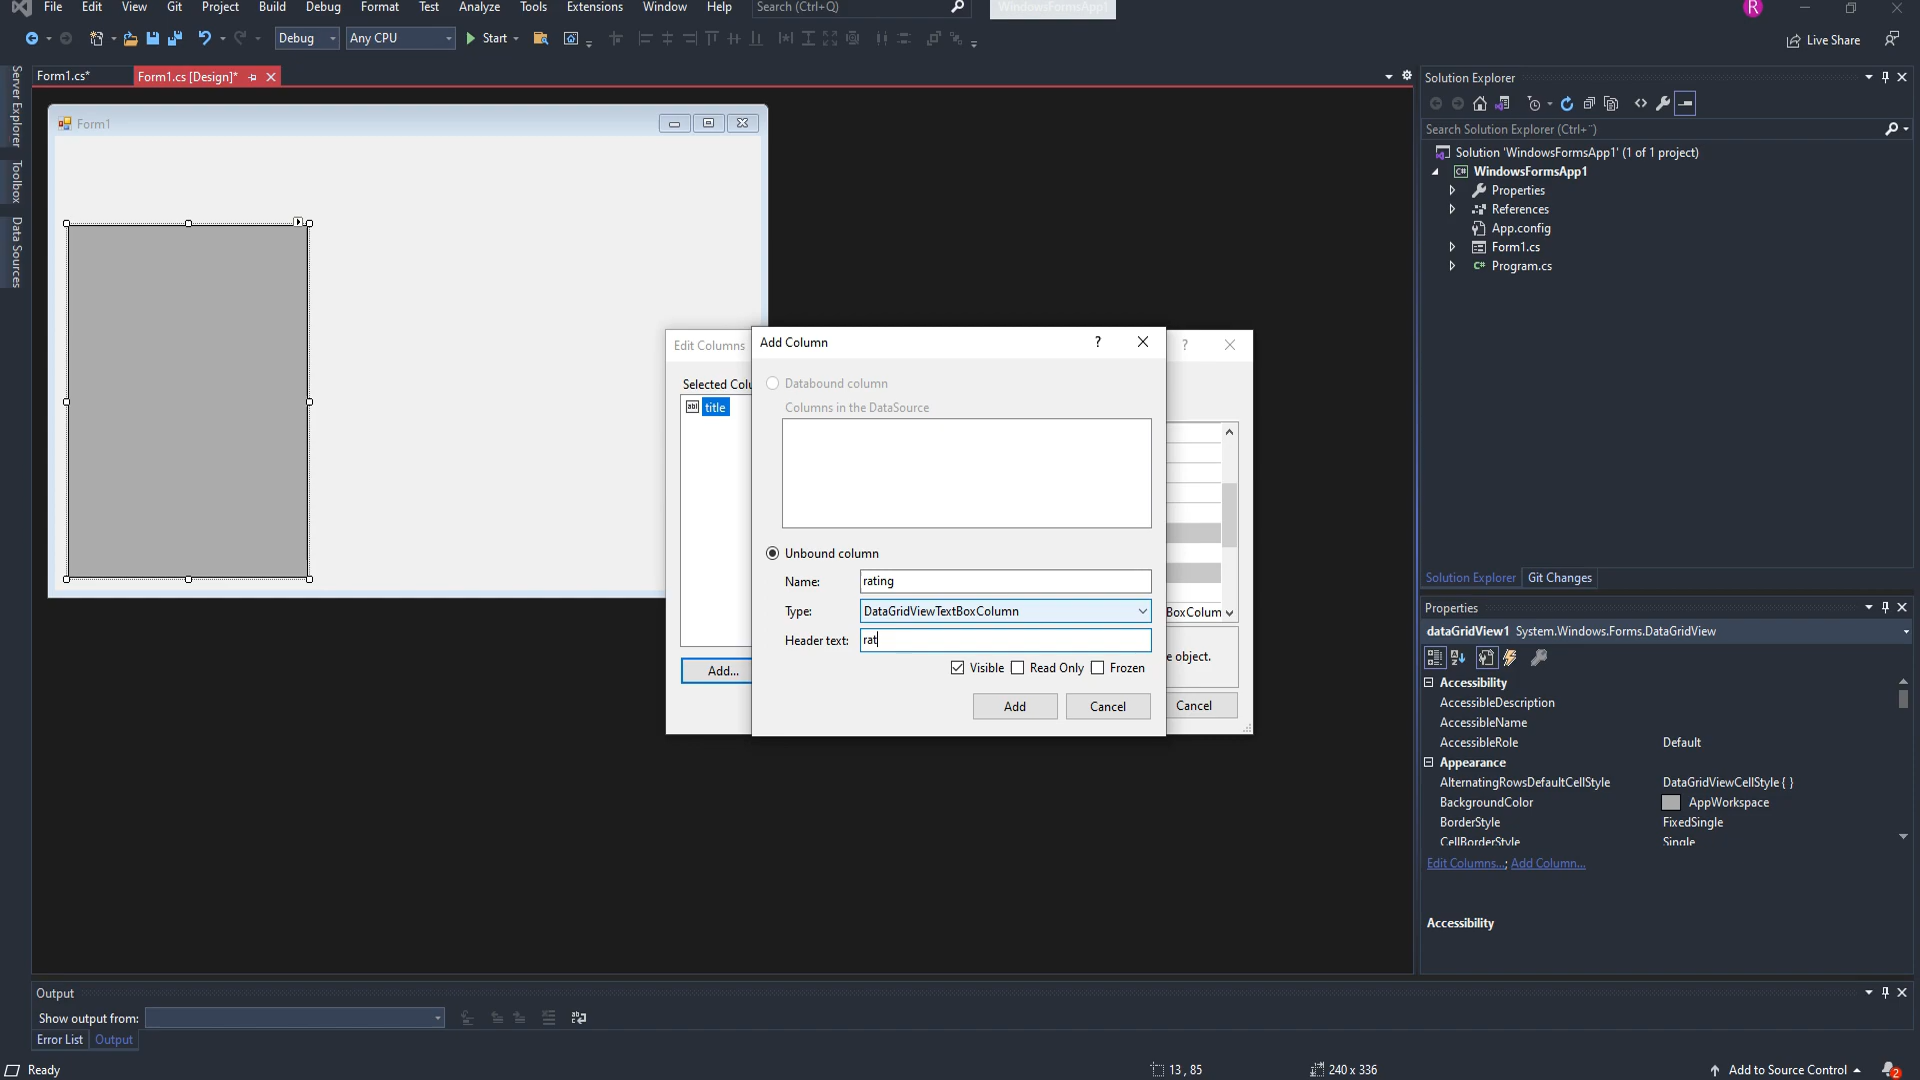 File Edit View Git Project Build Debug Format Test Analyze Tools Extensions Window Help Search (Ctrl+Q) WindowsFormsApp1 R
Debug Any CPU Start Live Share
Form1.cs* Form1.cs [Design]*
Server Explorer
Toolbox
Data Sources
Form1
Edit Columns ?
Selected Colu
title
Add...
BoxColum
e object.
Cancel
Add Column ?
Databound column
Columns in the DataSource
Unbound column
Name: rating
Type: DataGridViewTextBoxColumn
Header text: rat
Visible Read Only Frozen
Add Cancel
Solution Explorer
Search Solution Explorer (Ctrl+¨)
Solution 'WindowsFormsApp1' (1 of 1 project)
C# WindowsFormsApp1
Properties
References
App.config
Form1.cs
C# Program.cs
Solution Explorer Git Changes
Properties
dataGridView1 System.Windows.Forms.DataGridView
Accessibility
AccessibleDescription
AccessibleName
AccessibleRole Default
Appearance
AlternatingRowsDefaultCellStyle DataGridViewCellStyle { }
BackgroundColor AppWorkspace
BorderStyle FixedSingle
CellBorderStyle Single
Edit Columns...; Add Column...
Accessibility
Output
Show output from:
Error List Output
Ready 13 , 85 240 x 336 Add to Source Control 2